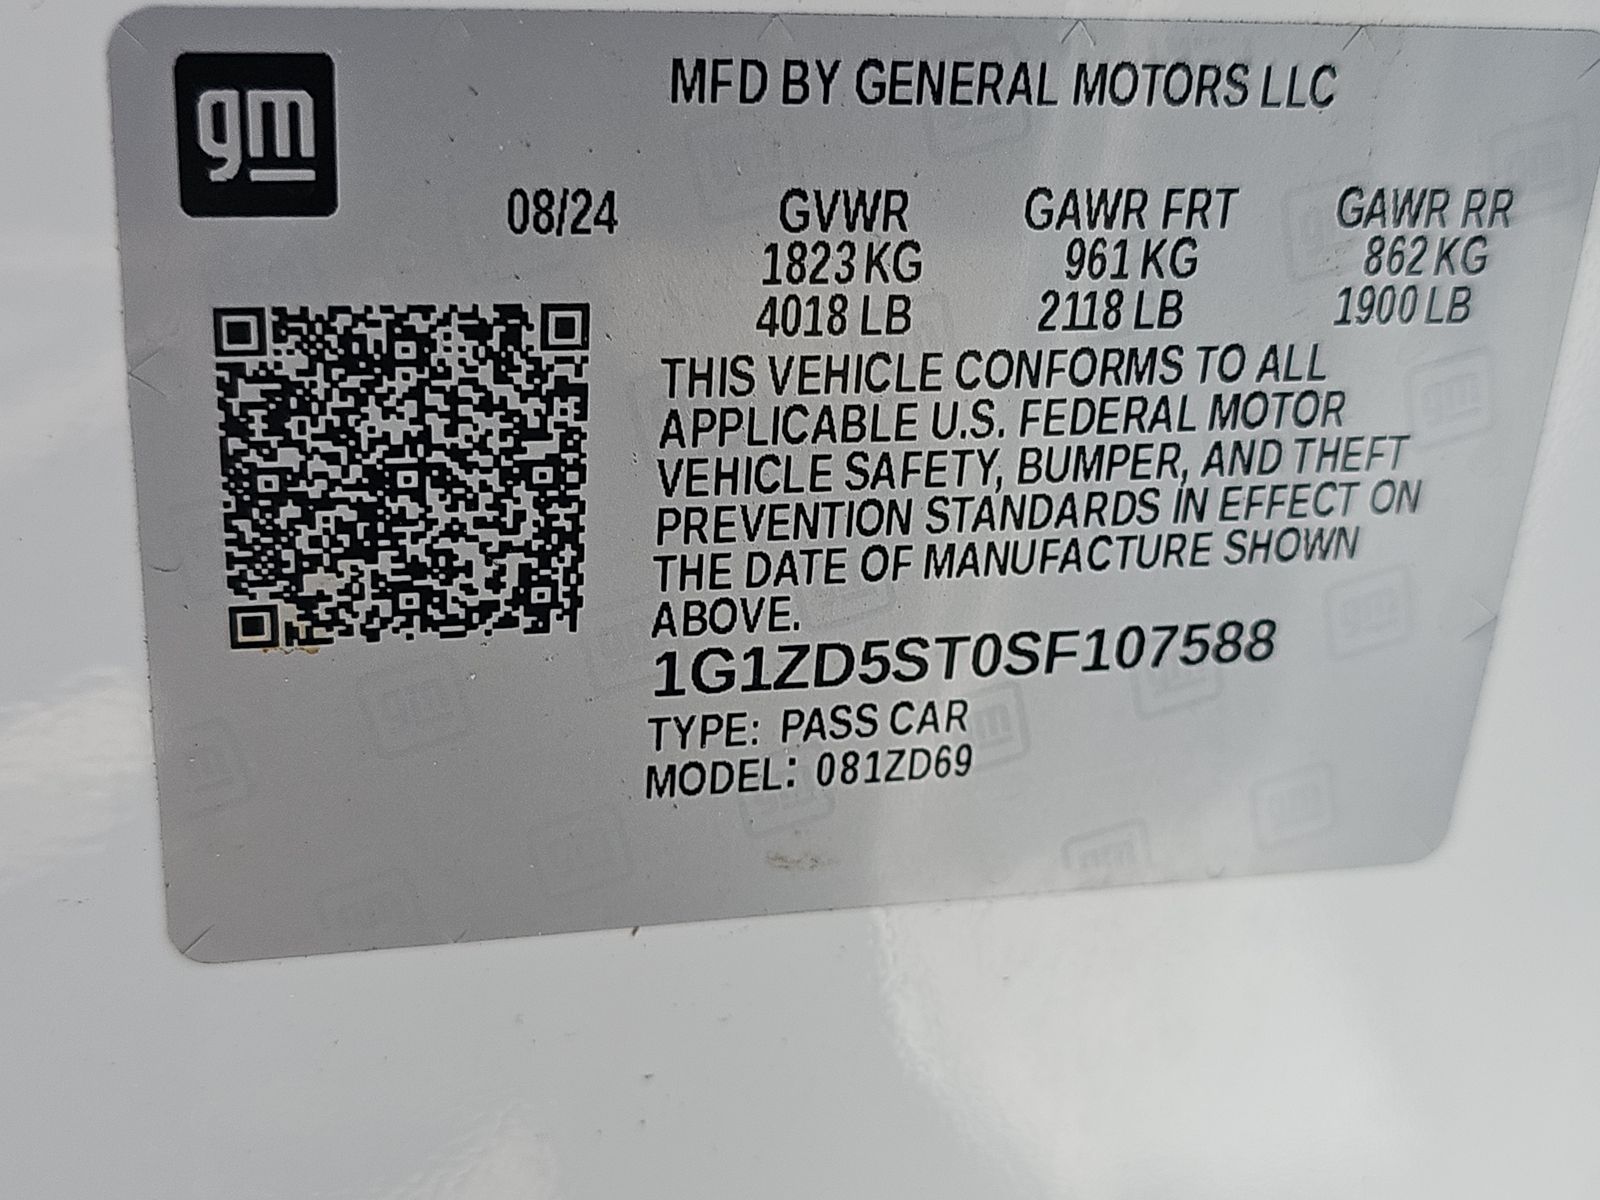 gm
MFD BY GENERAL MOTORS LLC
08/24 GVWR GAWR FRT GAWR RR
1823 KG 961 KG 862 KG
4018 LB 2118 LB 1900 LB
THIS VEHICLE CONFORMS TO ALL
APPLICABLE U.S. FEDERAL MOTOR
VEHICLE SAFETY, BUMPER, AND THEFT
PREVENTION STANDARDS IN EFFECT ON
THE DATE OF MANUFACTURE SHOWN
ABOVE.
1G1ZD5ST0SF107588
TYPE: PASS CAR
MODEL: 081ZD69